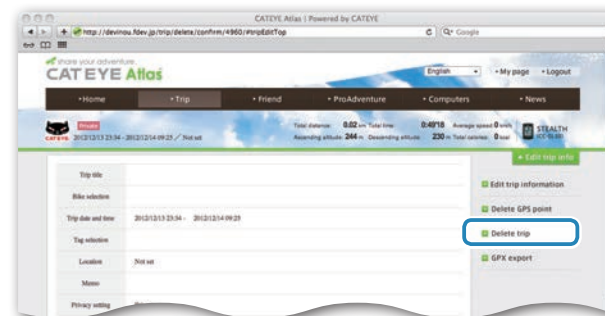 CATEYE Atlas | Powered by CATEYE
http://devinou.fdev.jp/trip/delete/confirm/4960/#tripEditTop
Google
share your adventure.
CATEYE Atlas
English
My page
Logout
Home
Trip
Friend
ProAdventure
Computers
News
Private
CATEYE 2012/12/13 23:34 - 2012/12/14 09:25 / Not set
Total distance 0.02 km Total time 0:49'18 Average speed 0 km/h
Ascending altitude 244 m Descending altitude 230 m Total calories 0 kcal
STEALTH
Edit trip info
Trip title
Bike selection
Trip date and time 2012/12/13 23:34 - 2012/12/14 09:25
Tag selection
Location Not set
Memo
Privacy setting
Edit trip information
Delete GPS point
Delete trip
GPX export